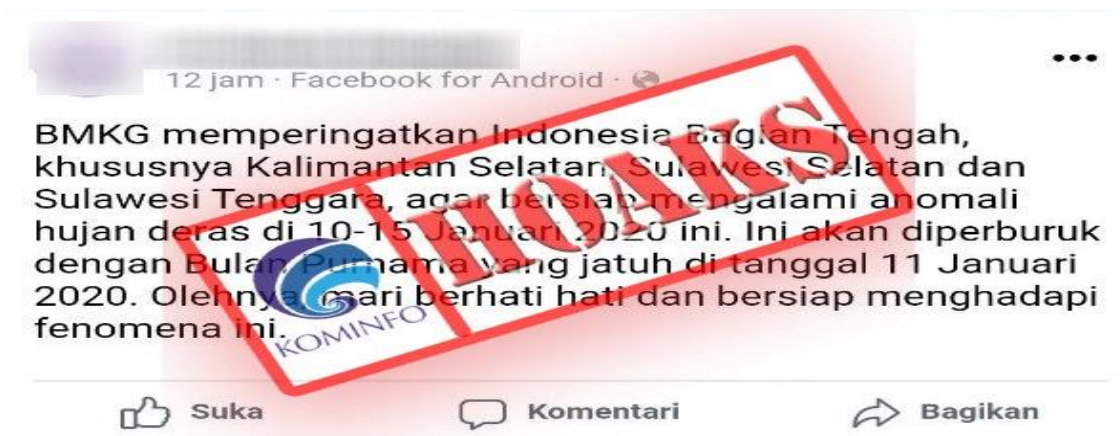 12 jam · Facebook for Android ·
BMKG memperingatkan Indonesia Bagian Tengah,
khususnya Kalimantan Selatan, Sulawesi Selatan dan
Sulawesi Tenggara, agar bersiap mengalami anomali
hujan deras di 10-15 Januari 2020 ini. Ini akan diperburuk
dengan Bulan Purnama yang jatuh di tanggal 11 Januari
2020. Olehnya, mari berhati hati dan bersiap menghadapi
fenomena ini.
HOAKS
KOMINFO
Suka Komentari Bagikan